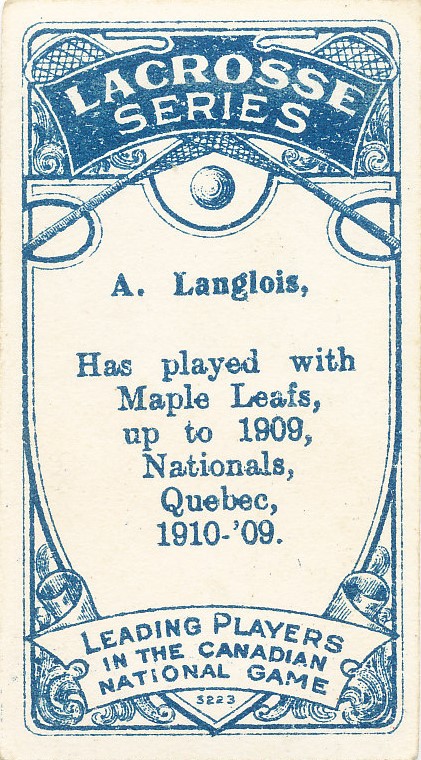 LACROSSE
SERIES
A. Langlois,
Has played with
Maple Leafs,
up to 1909,
Nationals,
Quebec,
1910-'09.
LEADING PLAYERS
IN THE CANADIAN
NATIONAL GAME
3223